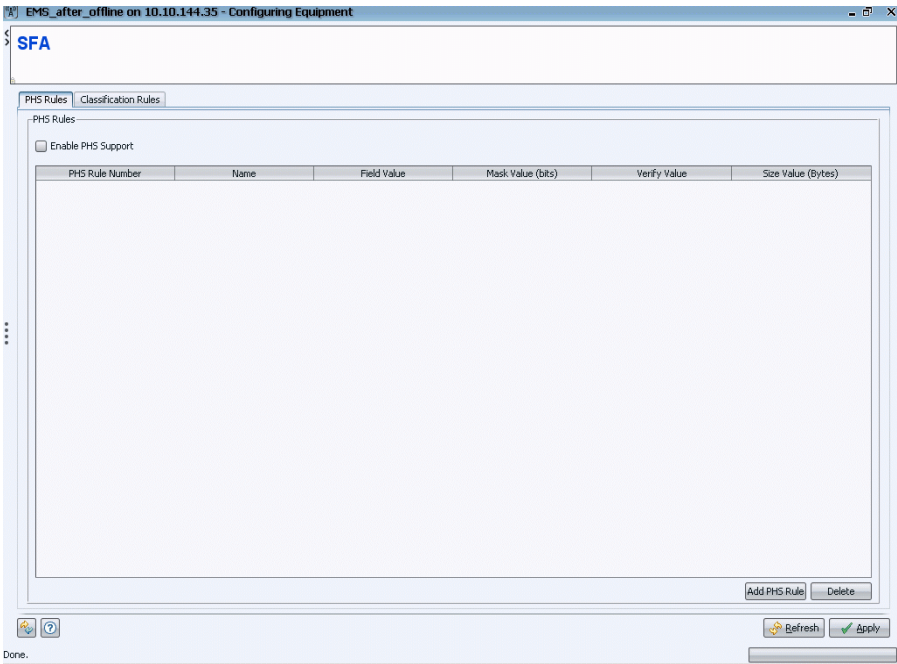 EMS_after_offline on 10.10.144.35 - Configuring Equipment
SFA
PHS Rules Classification Rules
PHS Rules
Enable PHS Support
PHS Rule Number Name Field Value Mask Value (bits) Verify Value Size Value (Bytes)
Add PHS Rule Delete
Refresh Apply
Done.